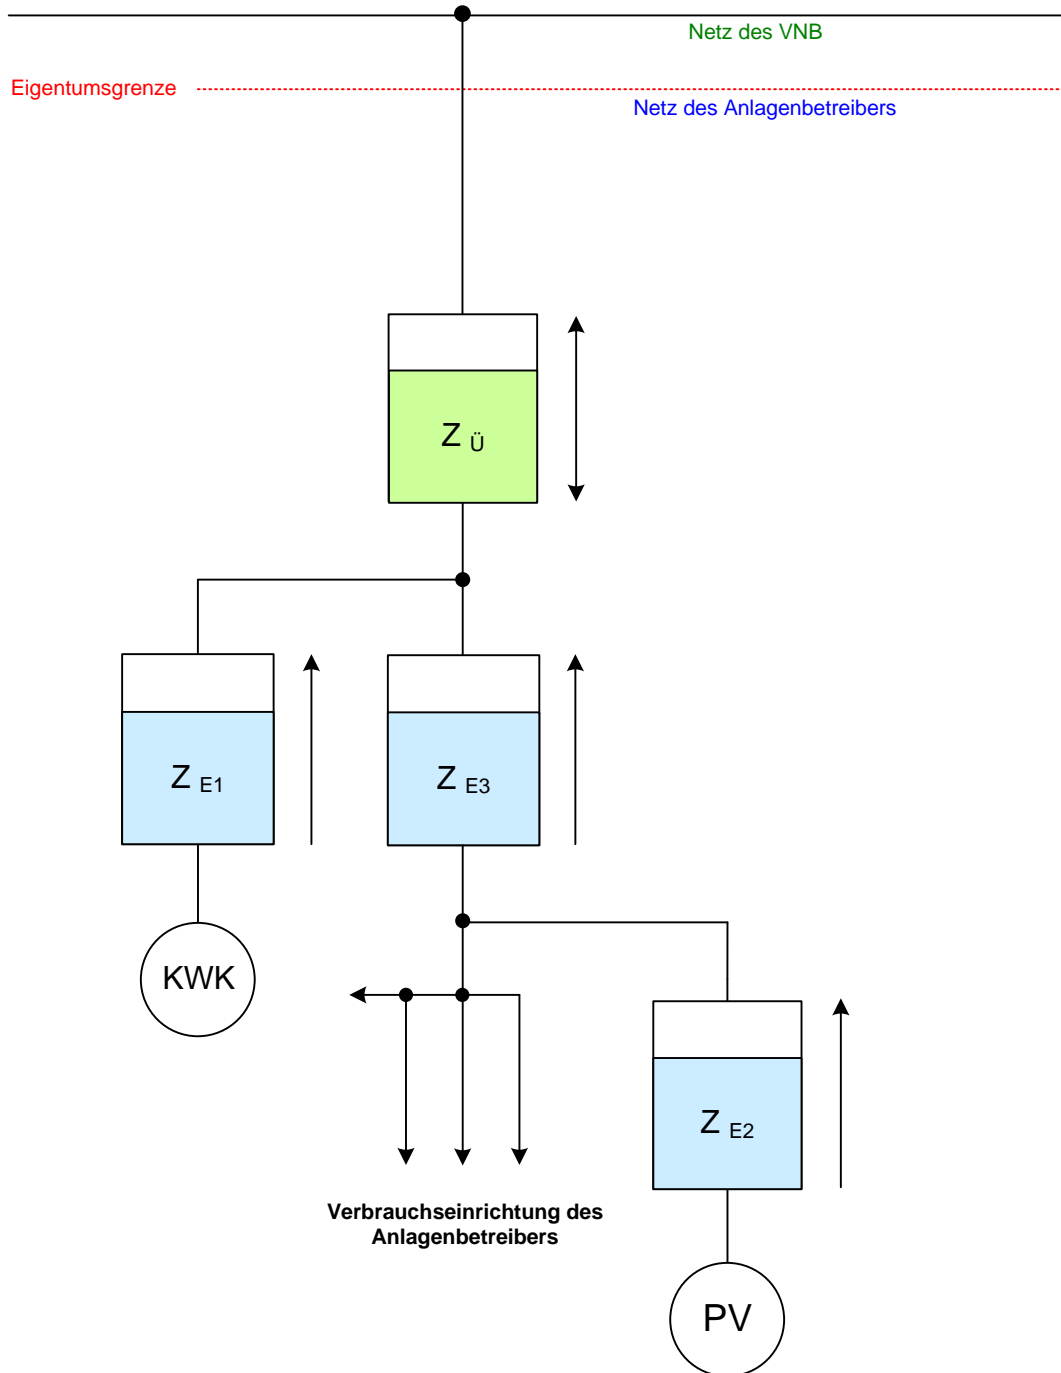 Netz des VNB
Eigentumsgrenze
Netz des Anlagenbetreibers
Z Ü
Z E1
Z E3
KWK
Z E2
Verbrauchseinrichtung des
Anlagenbetreibers
PV